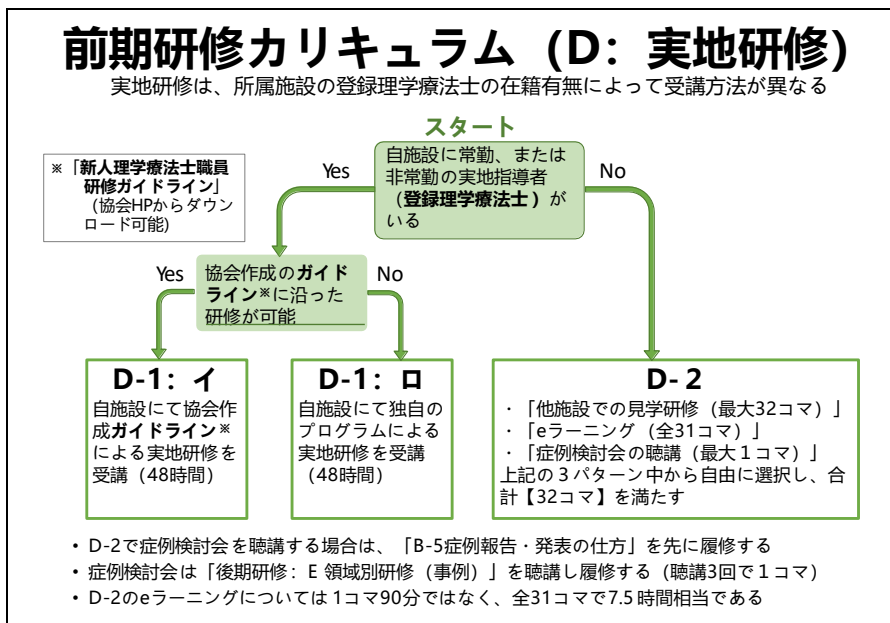 前期研修カリキュラム（D：実地研修）
実地研修は、所属施設の登録理学療法士の在籍有無によって受講方法が異なる
スタート
※「新人理学療法士職員
研修ガイドライン」
（協会HPからダウン
ロード可能）
Yes
自施設に常勤、または
非常勤の実地指導者
（登録理学療法士）が
いる
No
Yes
協会作成のガイド
ライン※に沿った
研修が可能
No
D-1：イ
自施設にて協会作
成ガイドライン※
による実地研修を
受講（48時間）
D-1：ロ
自施設にて独自の
プログラムによる
実地研修を受講
（48時間）
D-2
・「他施設での見学研修（最大32コマ）」
・「eラーニング（全31コマ）」
・「症例検討会の聴講（最大１コマ）」
上記の３パターン中から自由に選択し、合
計【32コマ】を満たす
• D-2で症例検討会を聴講する場合は、「B-5症例報告・発表の仕方」を先に履修する
• 症例検討会は「後期研修：E 領域別研修（事例）」を聴講し履修する（聴講3回で１コマ）
• D-2のeラーニングについては1コマ90分ではなく、全31コマで7.5時間相当である